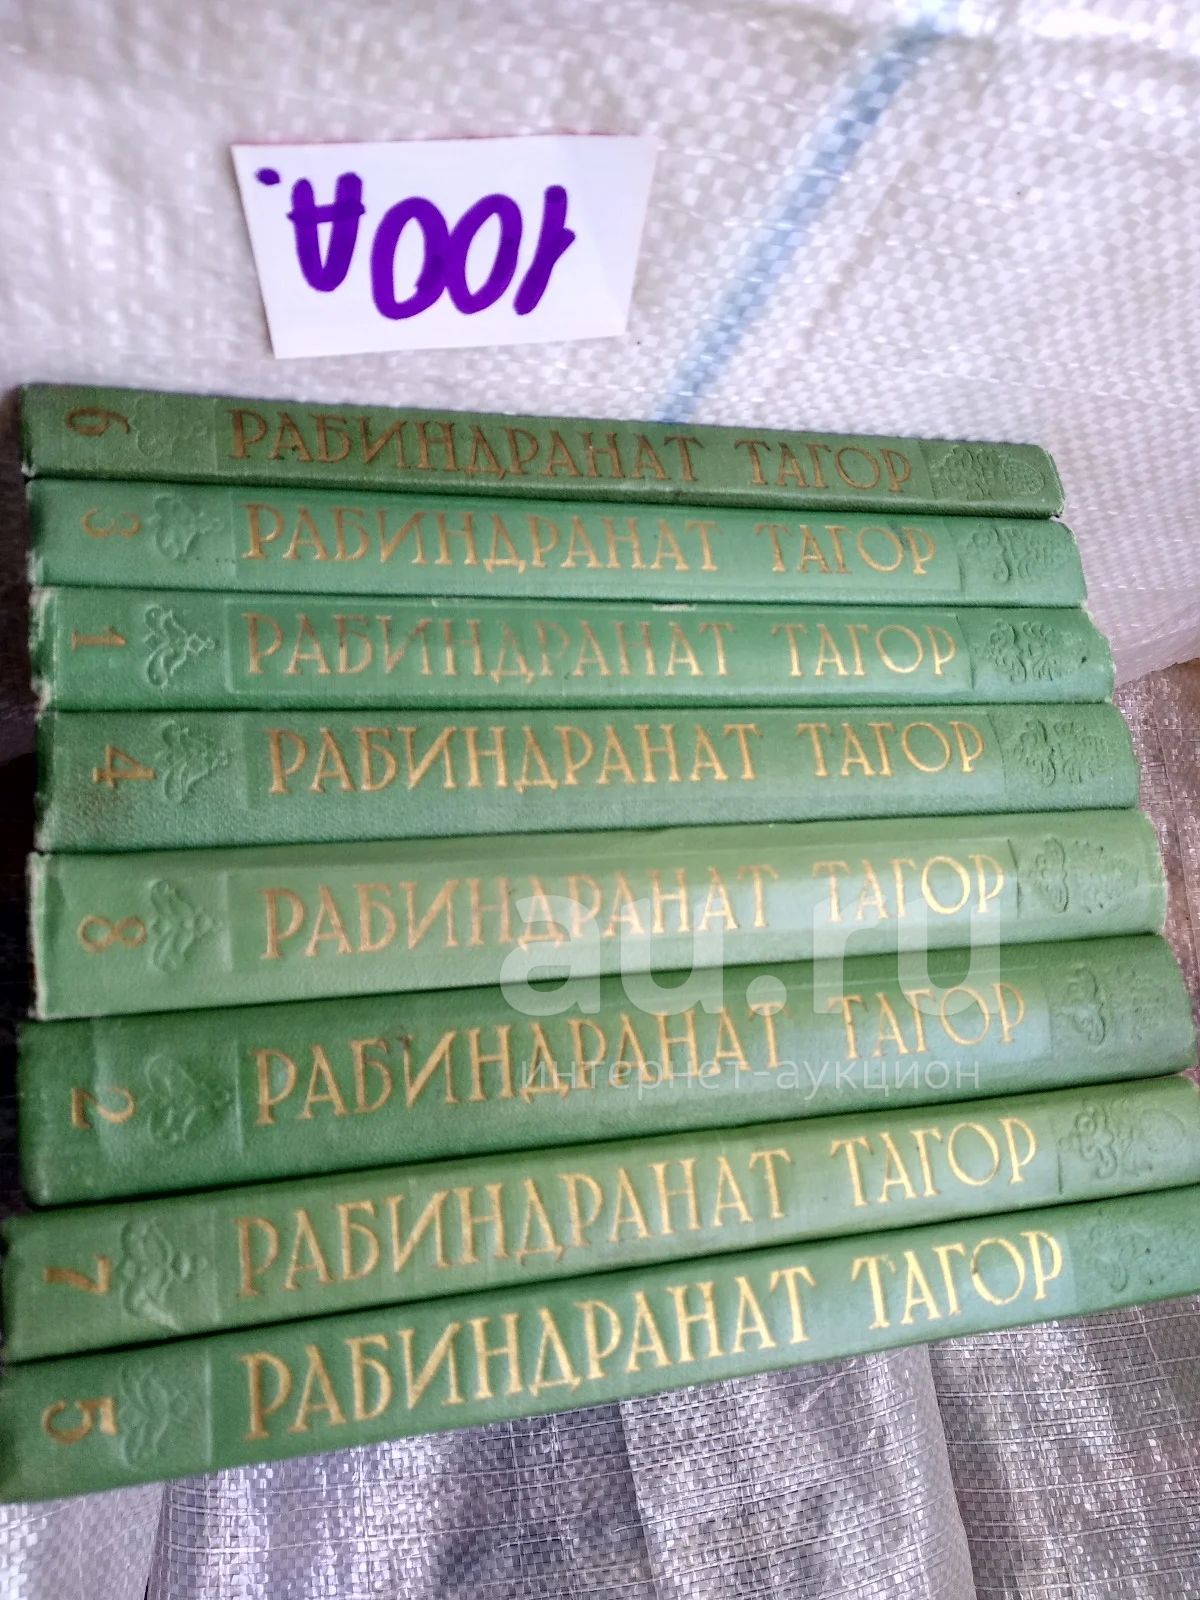 100А.
6 РАБИНДРАНАТ ТАГОР
3 РАБИНДРАНАТ ТАГОР
1 РАБИНДРАНАТ ТАГОР
4 РАБИНДРАНАТ ТАГОР
8 РАБИНДРАНАТ ТАГОР
2 РАБИНДРАНАТ ТАГОР
7 РАБИНДРАНАТ ТАГОР
5 РАБИНДРАНАТ ТАГОР
au.ru
интернет-аукцион